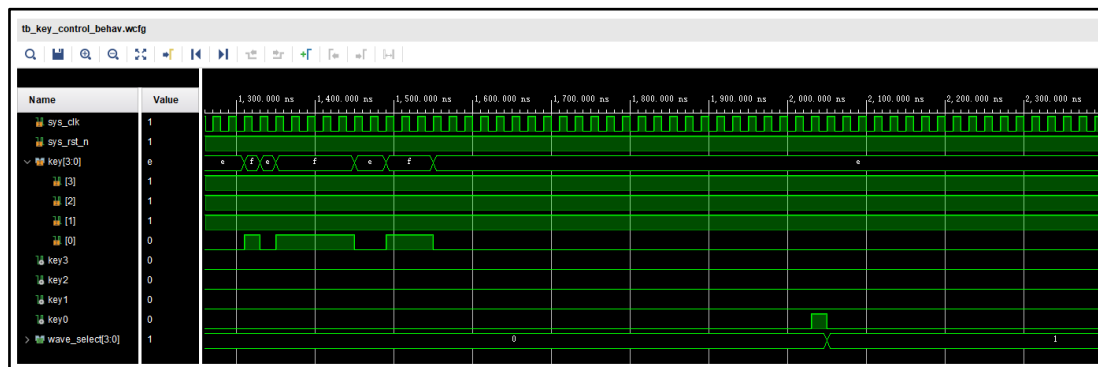 tb_key_control_behav.wcfg
Name Value 1,300.000 ns 1,400.000 ns 1,500.000 ns 1,600.000 ns 1,700.000 ns 1,800.000 ns 1,900.000 ns 2,000.000 ns 2,100.000 ns 2,200.000 ns 2,300.000 ns
sys_clk 1
sys_rst_n 1
key[3:0] e e f e f e f e
[3] 1
[2] 1
[1] 1
[0] 0
key3 0
key2 0
key1 0
key0 0
wave_select[3:0] 1 0 1